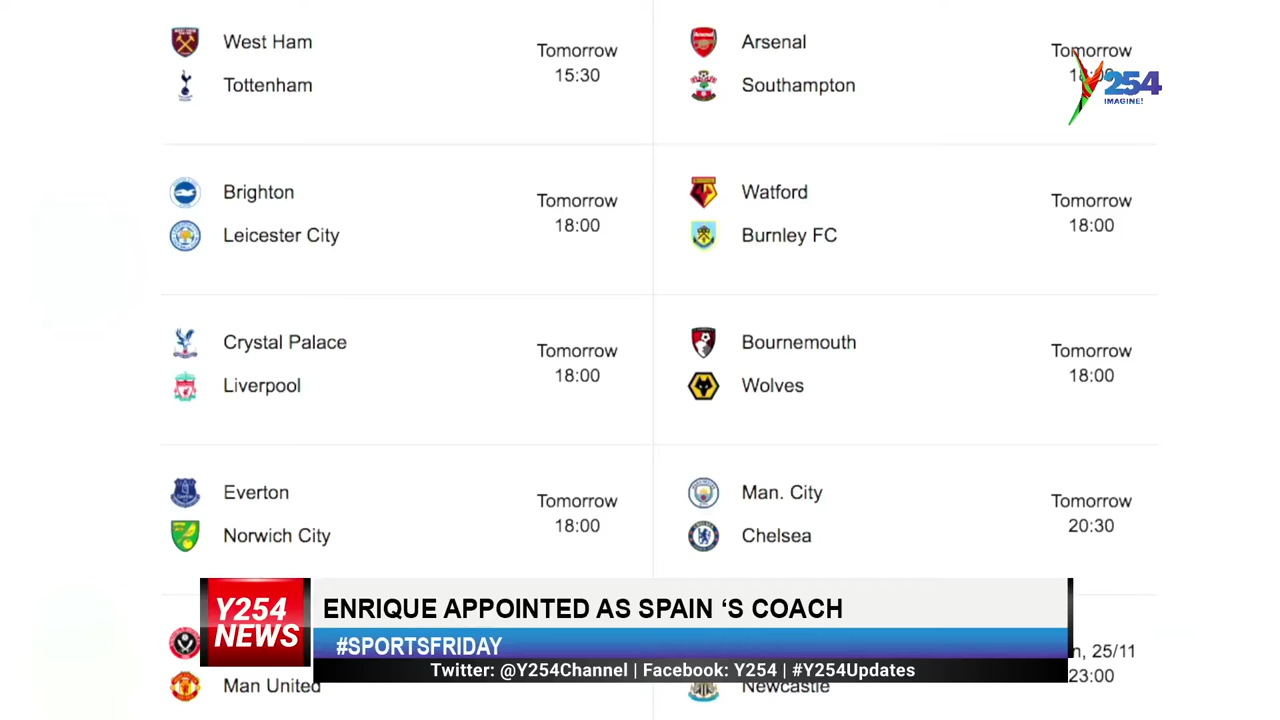 West Ham
Tottenham
Tomorrow
15:30
Arsenal
Southampton
Tomorrow
254
IMAGINE!
Brighton
Leicester City
Tomorrow
18:00
Watford
Burnley FC
Tomorrow
18:00
Crystal Palace
Liverpool
Tomorrow
18:00
Bournemouth
Wolves
Tomorrow
18:00
Everton
Norwich City
Tomorrow
18:00
Man. City
Chelsea
Tomorrow
20:30
Y254
NEWS
ENRIQUE APPOINTED AS SPAIN ‘S COACH
#SPORTSFRIDAY
Twitter: @Y254Channel | Facebook: Y254 | #Y254Updates
Man United
25/11
23:00
Newcastle